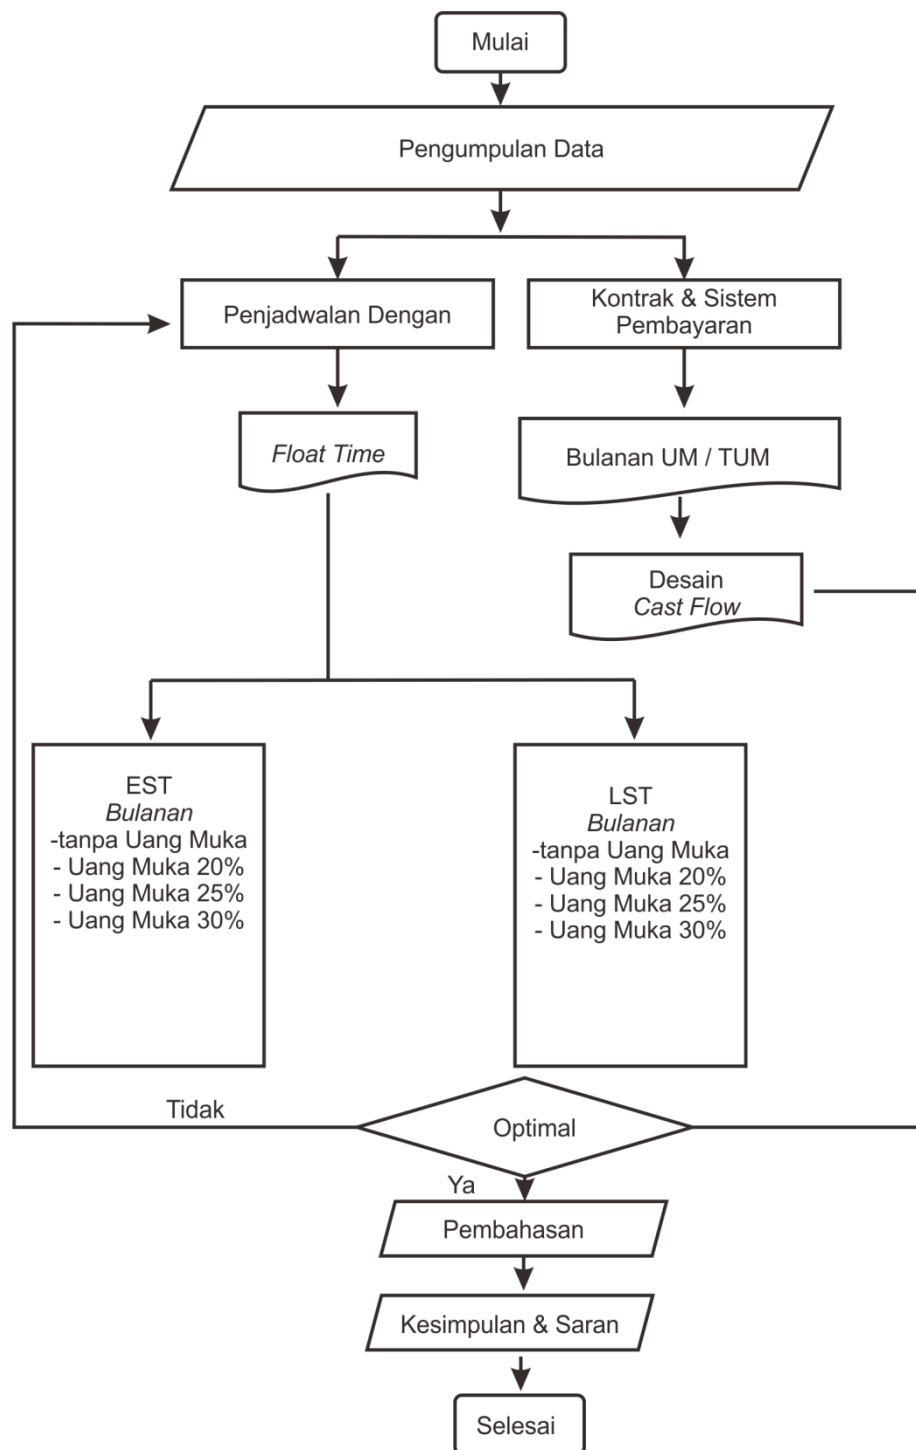 Mulai
Pengumpulan Data
Penjadwalan Dengan
Kontrak & Sistem
Pembayaran
Float Time
Bulanan UM / TUM
Desain
Cast Flow
EST
Bulanan
-tanpa Uang Muka
- Uang Muka 20%
- Uang Muka 25%
- Uang Muka 30%
LST
Bulanan
-tanpa Uang Muka
- Uang Muka 20%
- Uang Muka 25%
- Uang Muka 30%
Tidak
Optimal
Ya
Pembahasan
Kesimpulan & Saran
Selesai